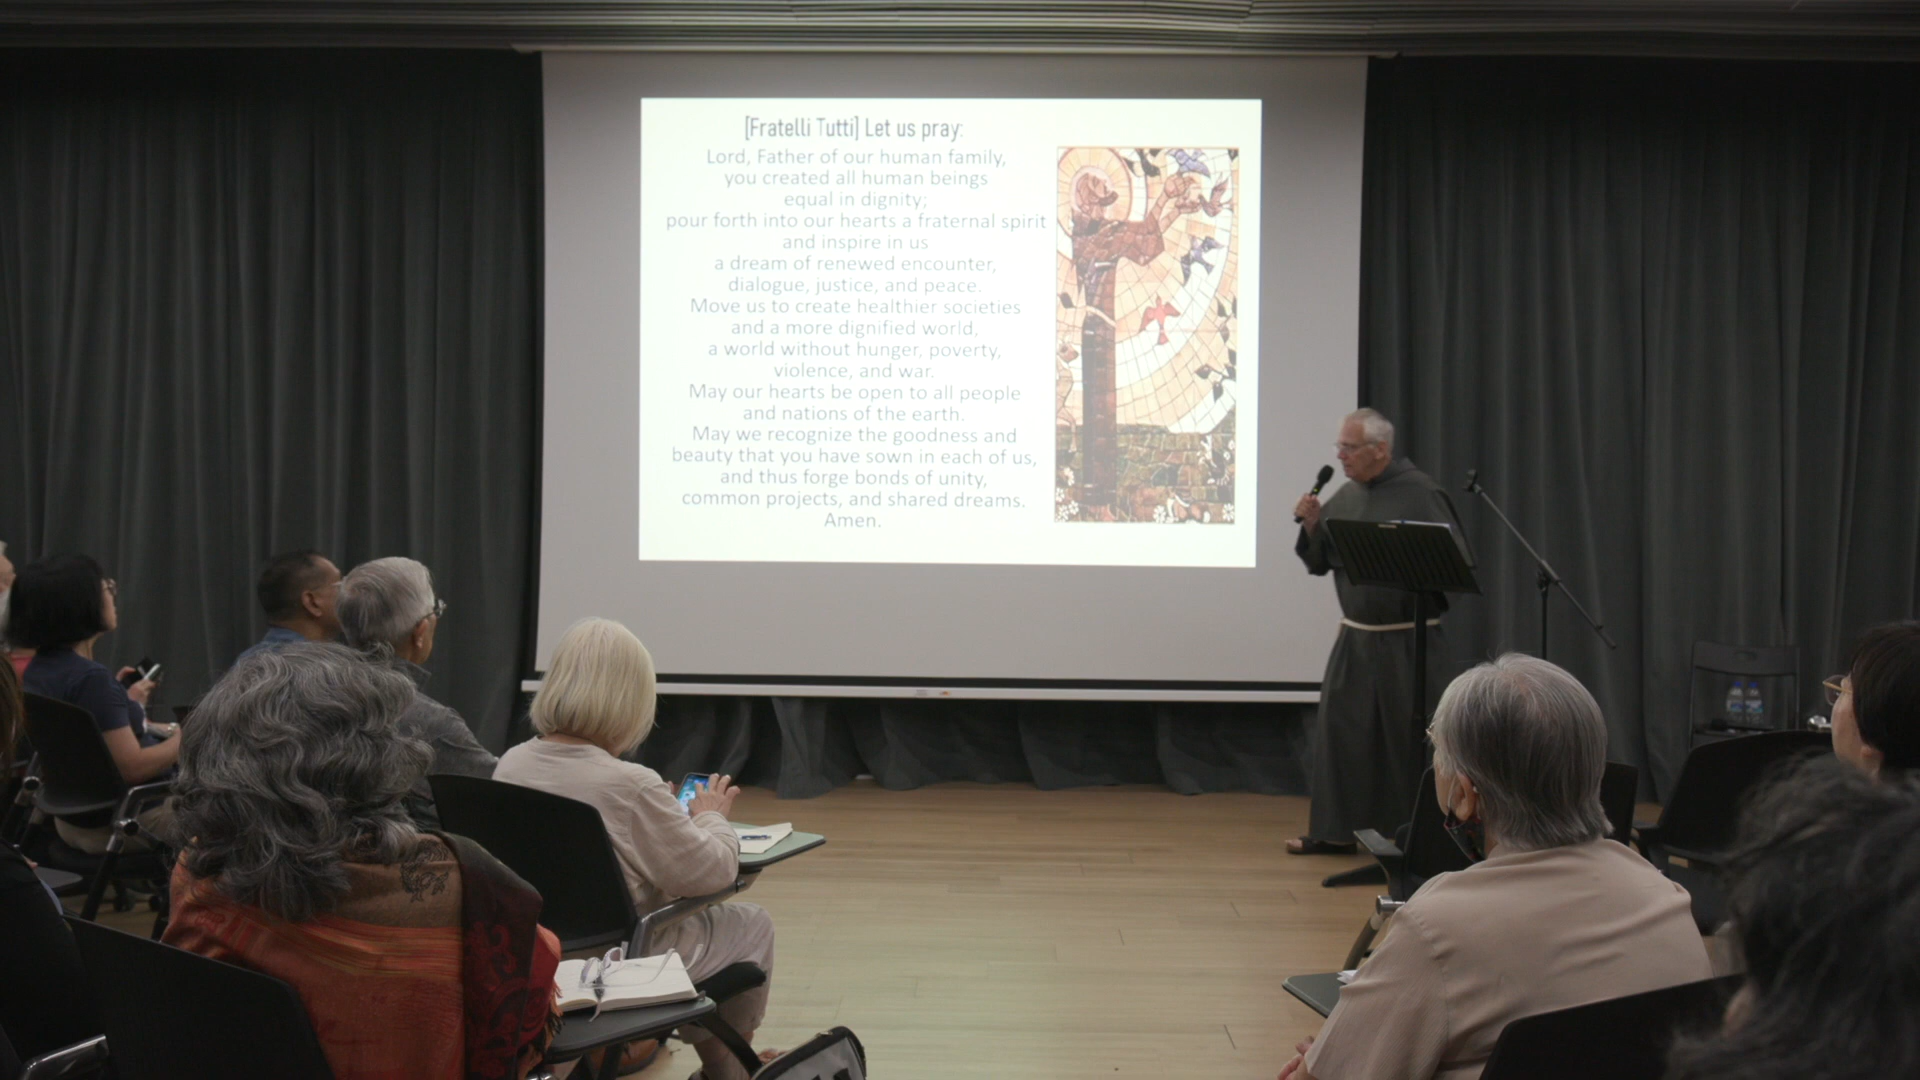 [Fratelli Tutti] Let us pray:
Lord, Father of our human family,
you created all human beings
equal in dignity;
pour forth into our hearts a fraternal spirit
and inspire in us
a dream of renewed encounter,
dialogue, justice, and peace.
Move us to create healthier societies
and a more dignified world,
a world without hunger, poverty,
violence, and war.
May our hearts be open to all people
and nations of the earth.
May we recognize the goodness and
beauty that you have sown in each of us,
and thus forge bonds of unity,
common projects, and shared dreams.
Amen.